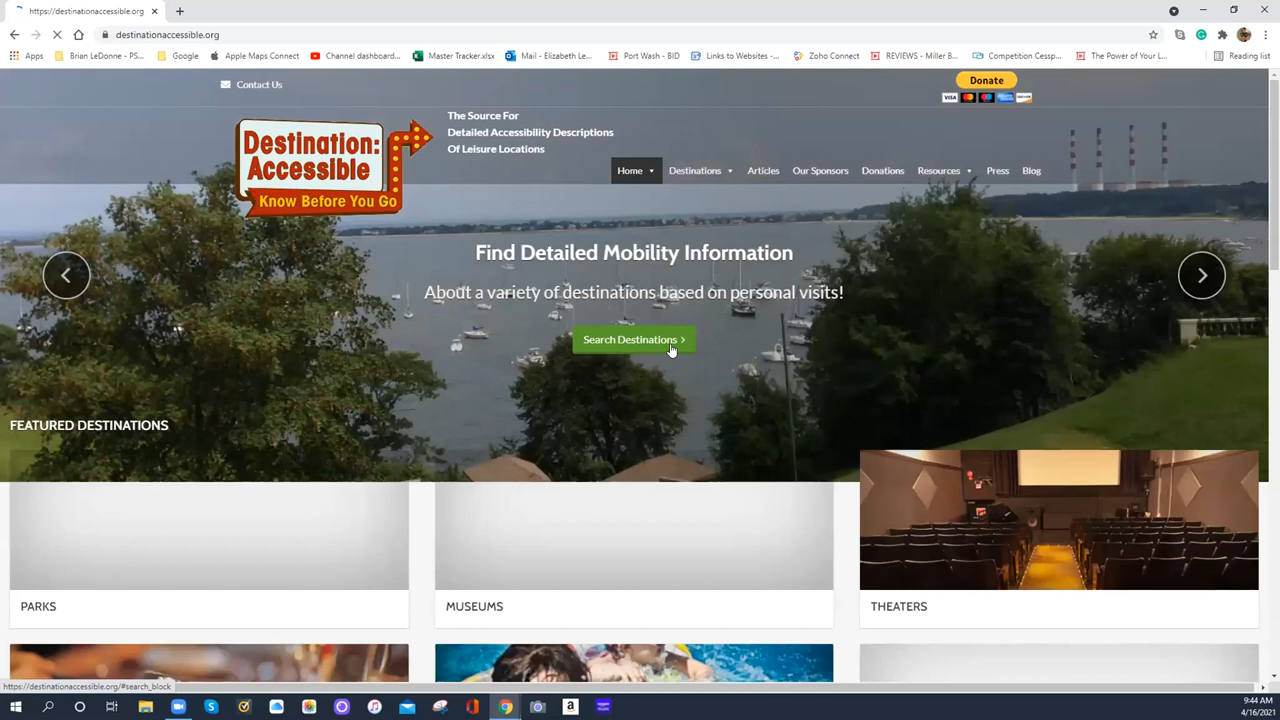 https://destinationaccessible.org
destinationaccessible.org
Apps
Brian LeDonne - PS...
Google
Apple Maps Connect
Channel dashboard...
Master Tracker.xlsx
Mail - Elizabeth Le...
Port Wash - BID
Links to Websites -...
Zoho Connect
REVIEWS - Miller B...
Competition Cessp...
The Power of Your L...
Reading list
Contact Us
Donate
VISA
The Source For
Detailed Accessibility Descriptions
Of Leisure Locations
Destination:
Accessible
Know Before You Go
Home
Destinations
Articles
Our Sponsors
Donations
Resources
Press
Blog
Find Detailed Mobility Information
About a variety of destinations based on personal visits!
Search Destinations >
FEATURED DESTINATIONS
PARKS
MUSEUMS
THEATERS
https://destinationaccessible.org/#search_block
9:44 AM
4/16/2021